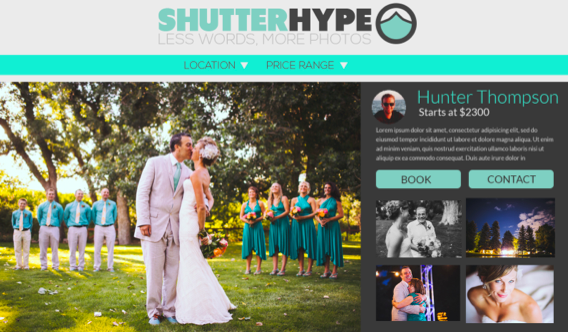 SHUTTERHYPE
LESS WORDS, MORE PHOTOS
LOCATION ▼ PRICE RANGE ▼
Hunter Thompson
Starts at $2300
Lorem ipsum dolor sit amet, consectetur adipisicing elit, sed do
eiusmod tempor incididunt ut labore et dolore magna aliqua. Ut enim
ad minim veniam, quis nostrud exercitation ullamco laboris nisi ut
aliquip ex ea commodo consequat. Duis aute irure dolor in
BOOK CONTACT